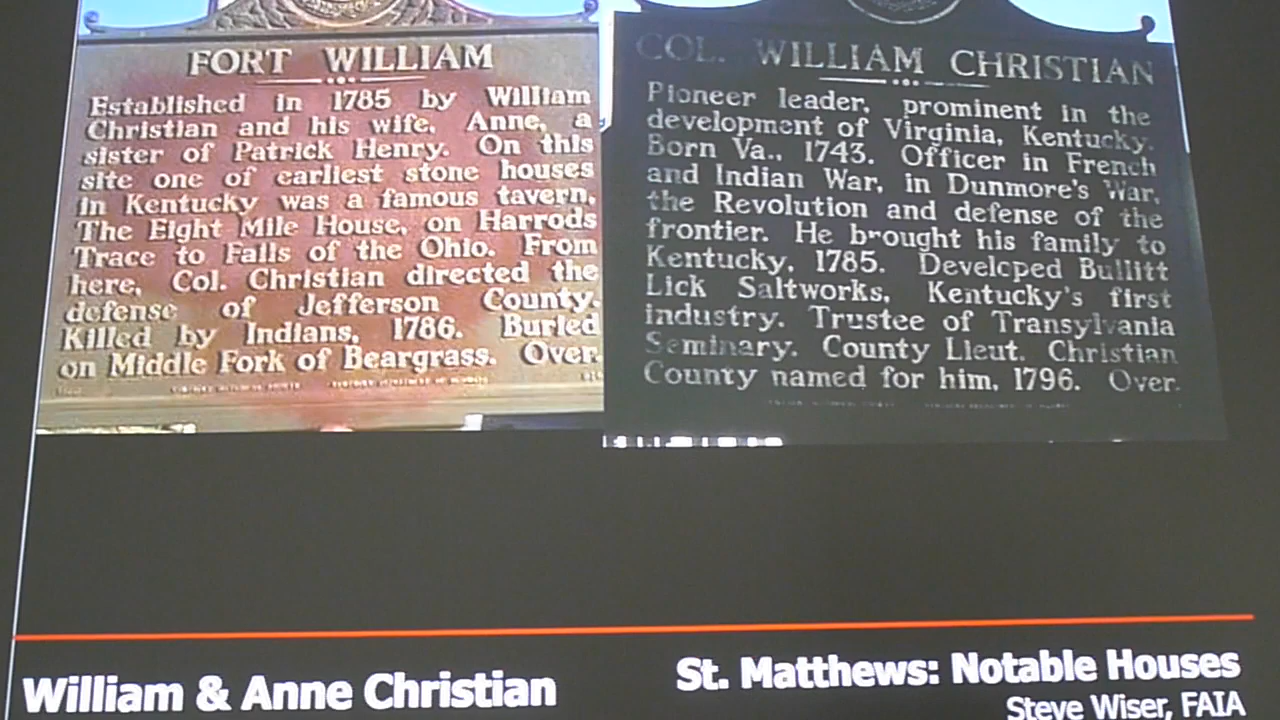 FORT WILLIAM
Established in 1785 by William
Christian and his wife, Anne, a
sister of Patrick Henry. On this
site one of earliest stone houses
in Kentucky was a famous tavern,
The Eight Mile House, on Harrods
Trace to Falls of the Ohio. From
here, Col. Christian directed the
defense of Jefferson County.
Killed by Indians, 1786. Buried
on Middle Fork of Beargrass. Over.
COL. WILLIAM CHRISTIAN
Pioneer leader, prominent in the
development of Virginia, Kentucky.
Born Va., 1743. Officer in French
and Indian War, in Dunmore's War,
the Revolution and defense of the
frontier. He brought his family to
Kentucky, 1785. Developed Bullitt
Lick Saltworks, Kentucky's first
industry. Trustee of Transylvania
Seminary. County Lieut. Christian
County named for him, 1796. Over.
William & Anne Christian
St. Matthews: Notable Houses
Steve Wiser, FAIA